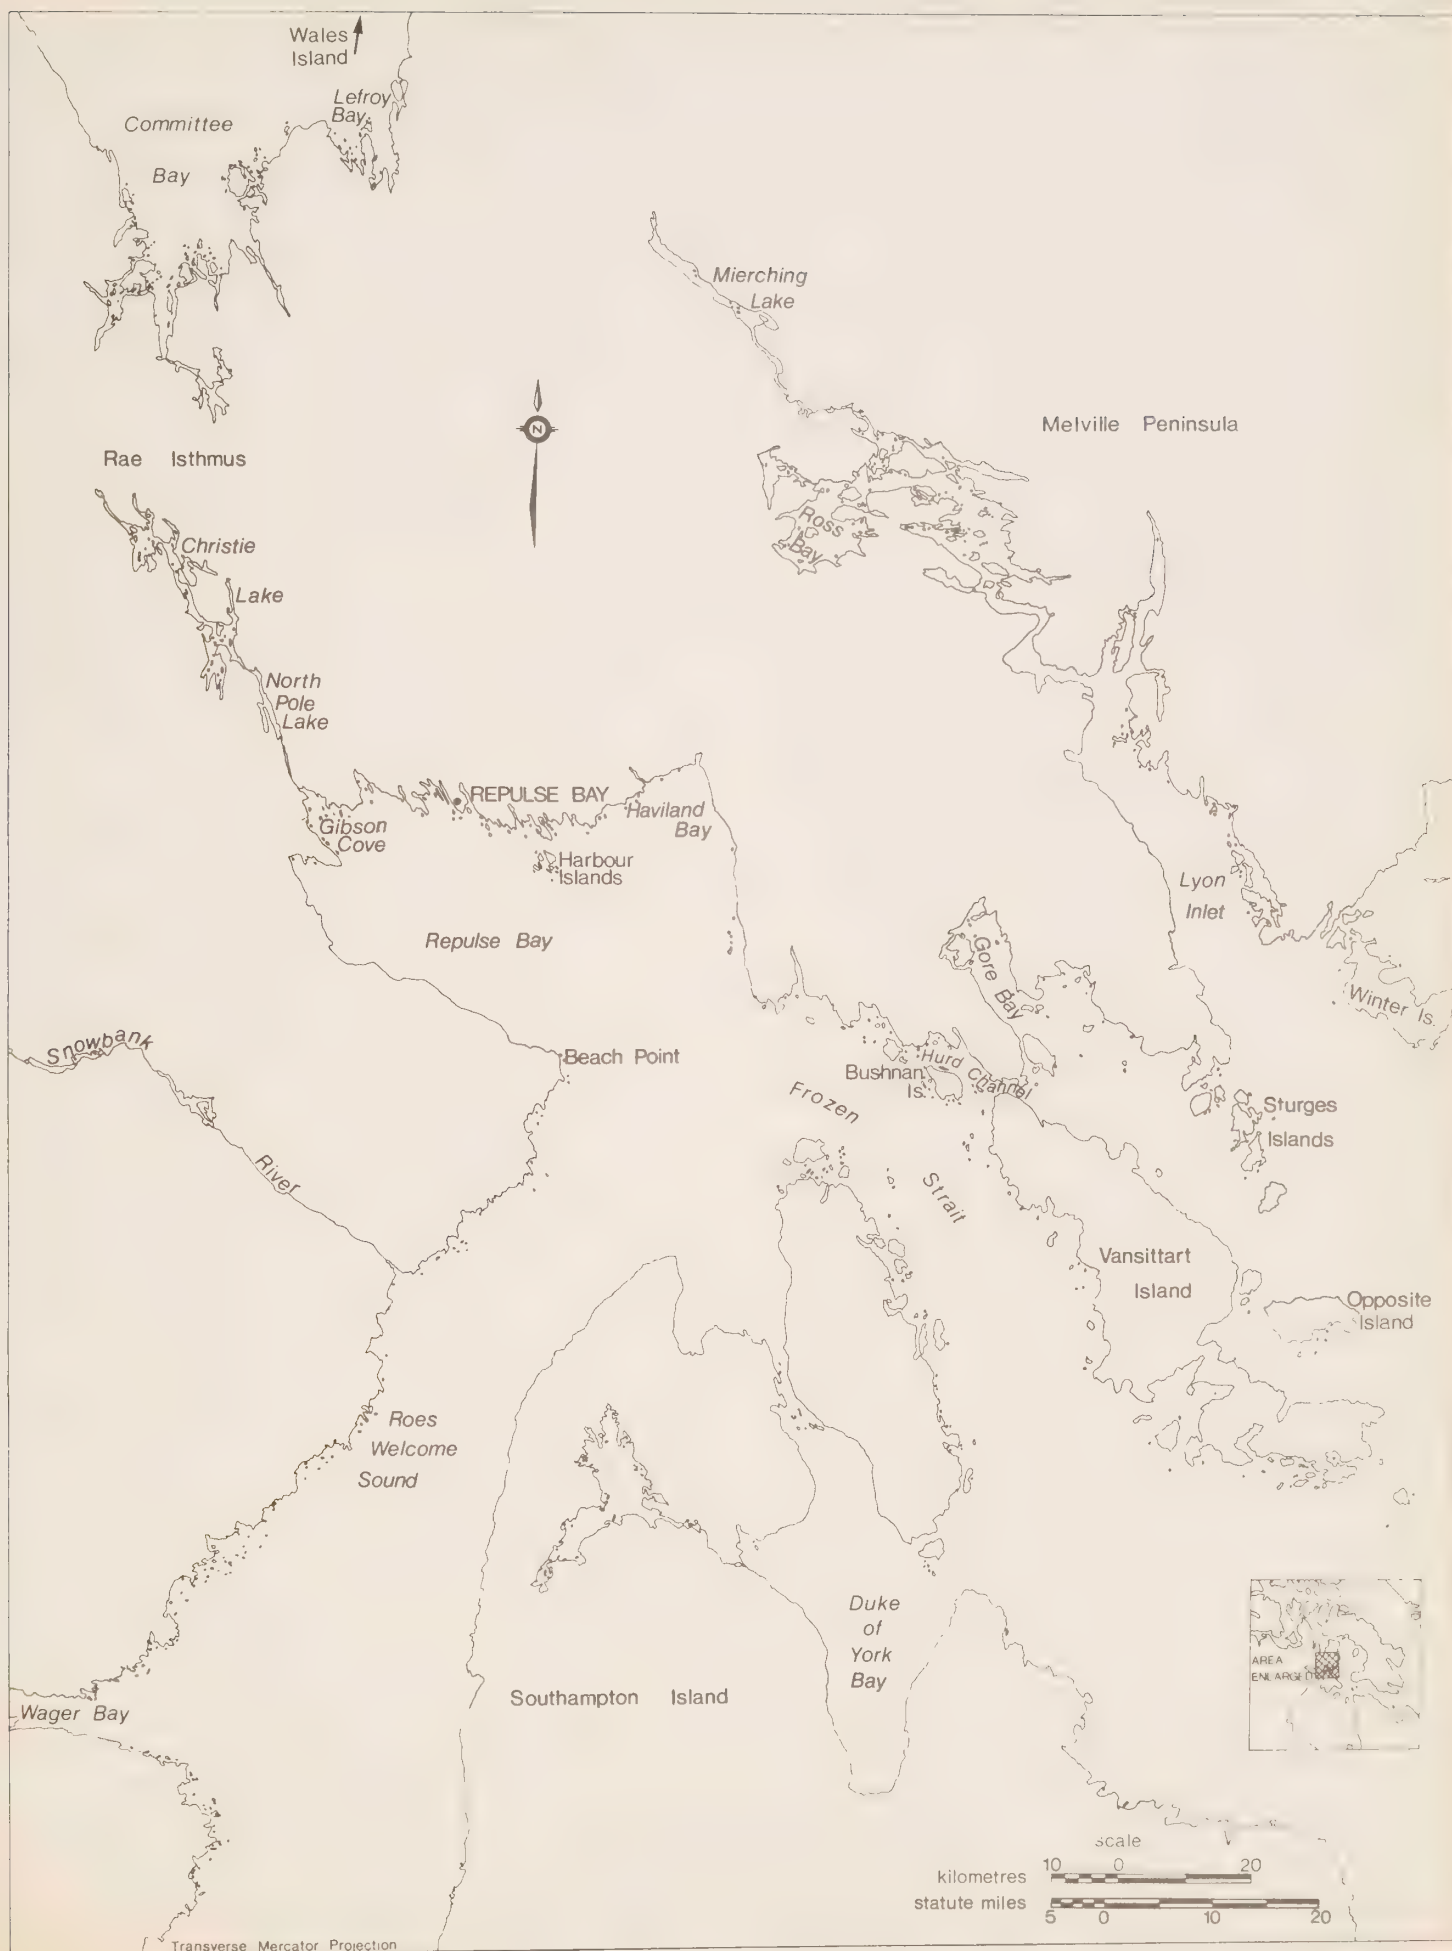 Wales
Island
Lefroy
Bay
Committee
Bay
Mierching
Lake
Melville Peninsula
N
Rae Isthmus
Ross
Bay
Christie
Lake
North
Pole
Lake
REPULSE BAY
Haviland
Bay
Gibson
Cove
Harbour
Islands
Lyon
Inlet
Repulse Bay
Gore Bay
Winter Is.
Snowbank
River
Beach Point
Hurd Channel
Bushnan
Is.
Frozen
Strait
Sturges
Islands
Vansittart
Island
Opposite
Island
Roes
Welcome
Sound
Duke
of
York
Bay
AREA
ENLARGED
Southampton Island
Wager Bay
scale
10 0 20
kilometres
statute miles
5 0 10 20
Transverse Mercator Projection